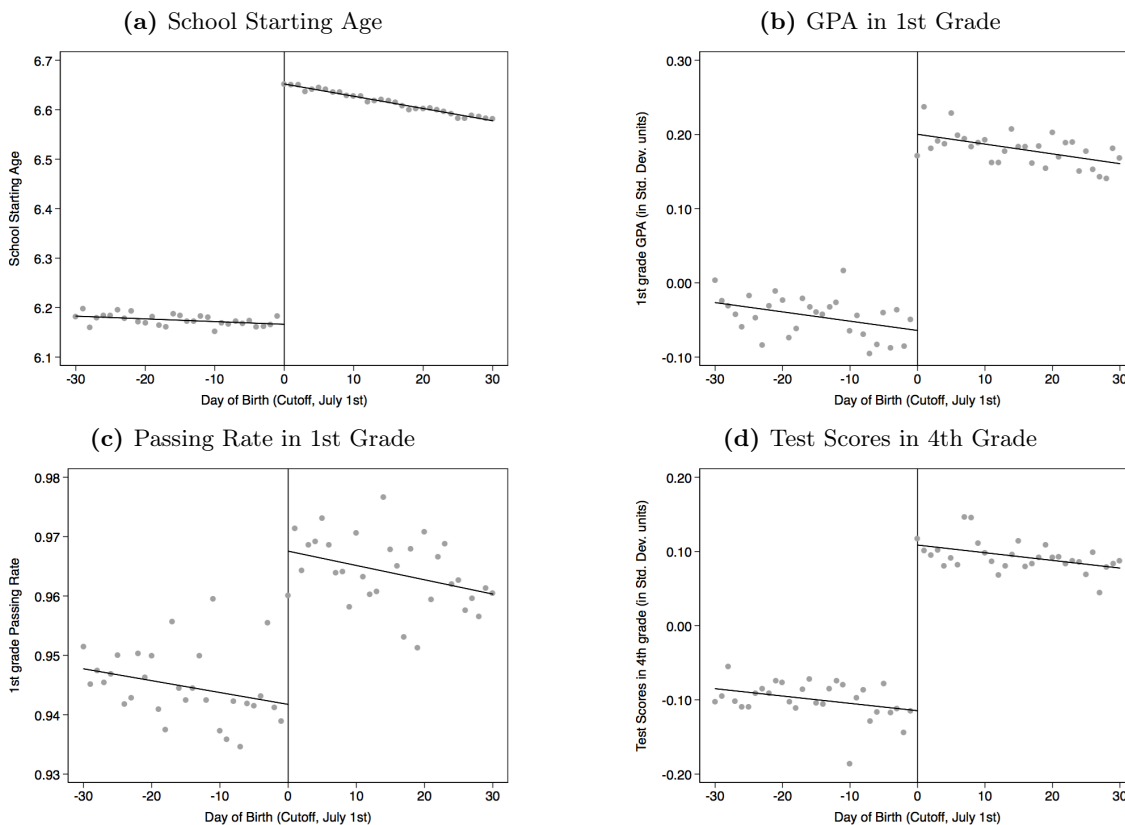 (a) School Starting Age
School Starting Age
6.7
6.6
6.5
6.4
6.3
6.2
6.1
-30 -20 -10 0 10 20 30
Day of Birth (Cutoff, July 1st)
(b) GPA in 1st Grade
1st grade GPA (in Std. Dev. units)
0.30
0.20
0.10
0.00
-0.10
-30 -20 -10 0 10 20 30
Day of Birth (Cutoff, July 1st)
(c) Passing Rate in 1st Grade
1st grade Passing Rate
0.98
0.97
0.96
0.95
0.94
0.93
-30 -20 -10 0 10 20 30
Day of Birth (Cutoff, July 1st)
(d) Test Scores in 4th Grade
Test Scores in 4th grade (in Std. Dev. units)
0.20
0.10
0.00
-0.10
-0.20
-30 -20 -10 0 10 20 30
Day of Birth (Cutoff, July 1st)